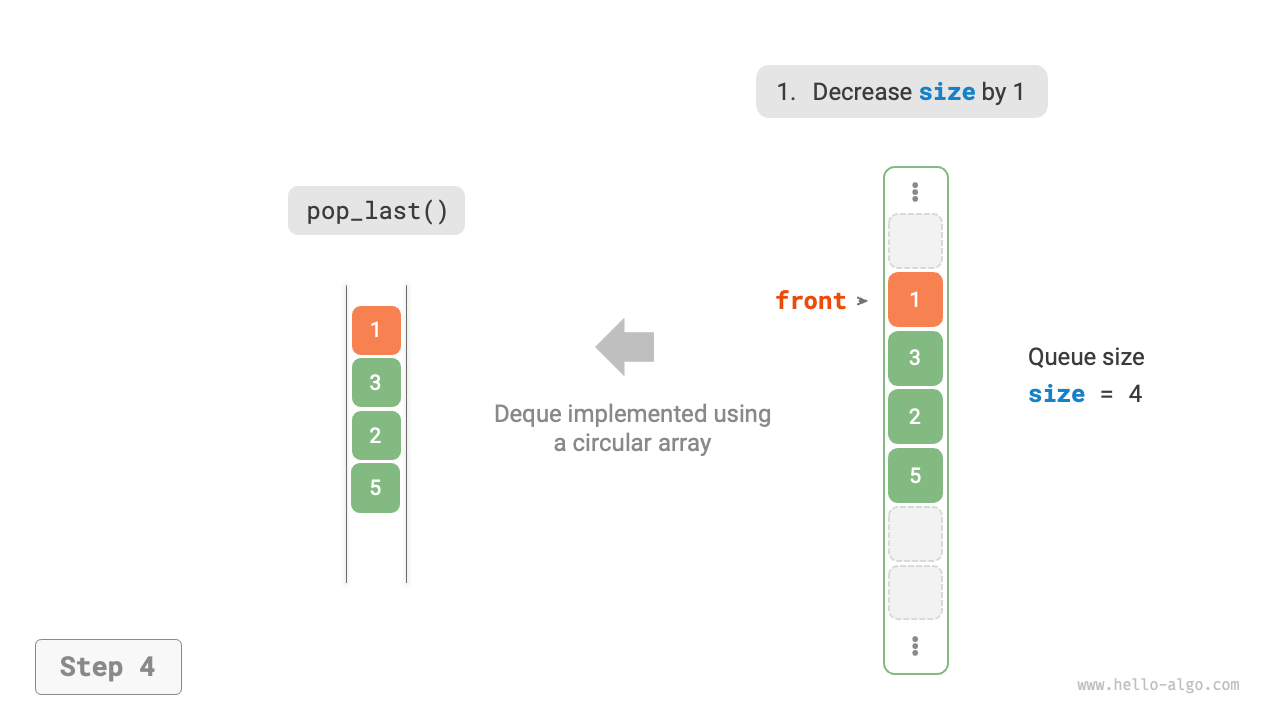 1. Decrease size by 1
pop_last()
front
1
3
2
5
1
3
2
5
Queue size
size = 4
Deque implemented using
a circular array
Step 4
www.hello-algo.com